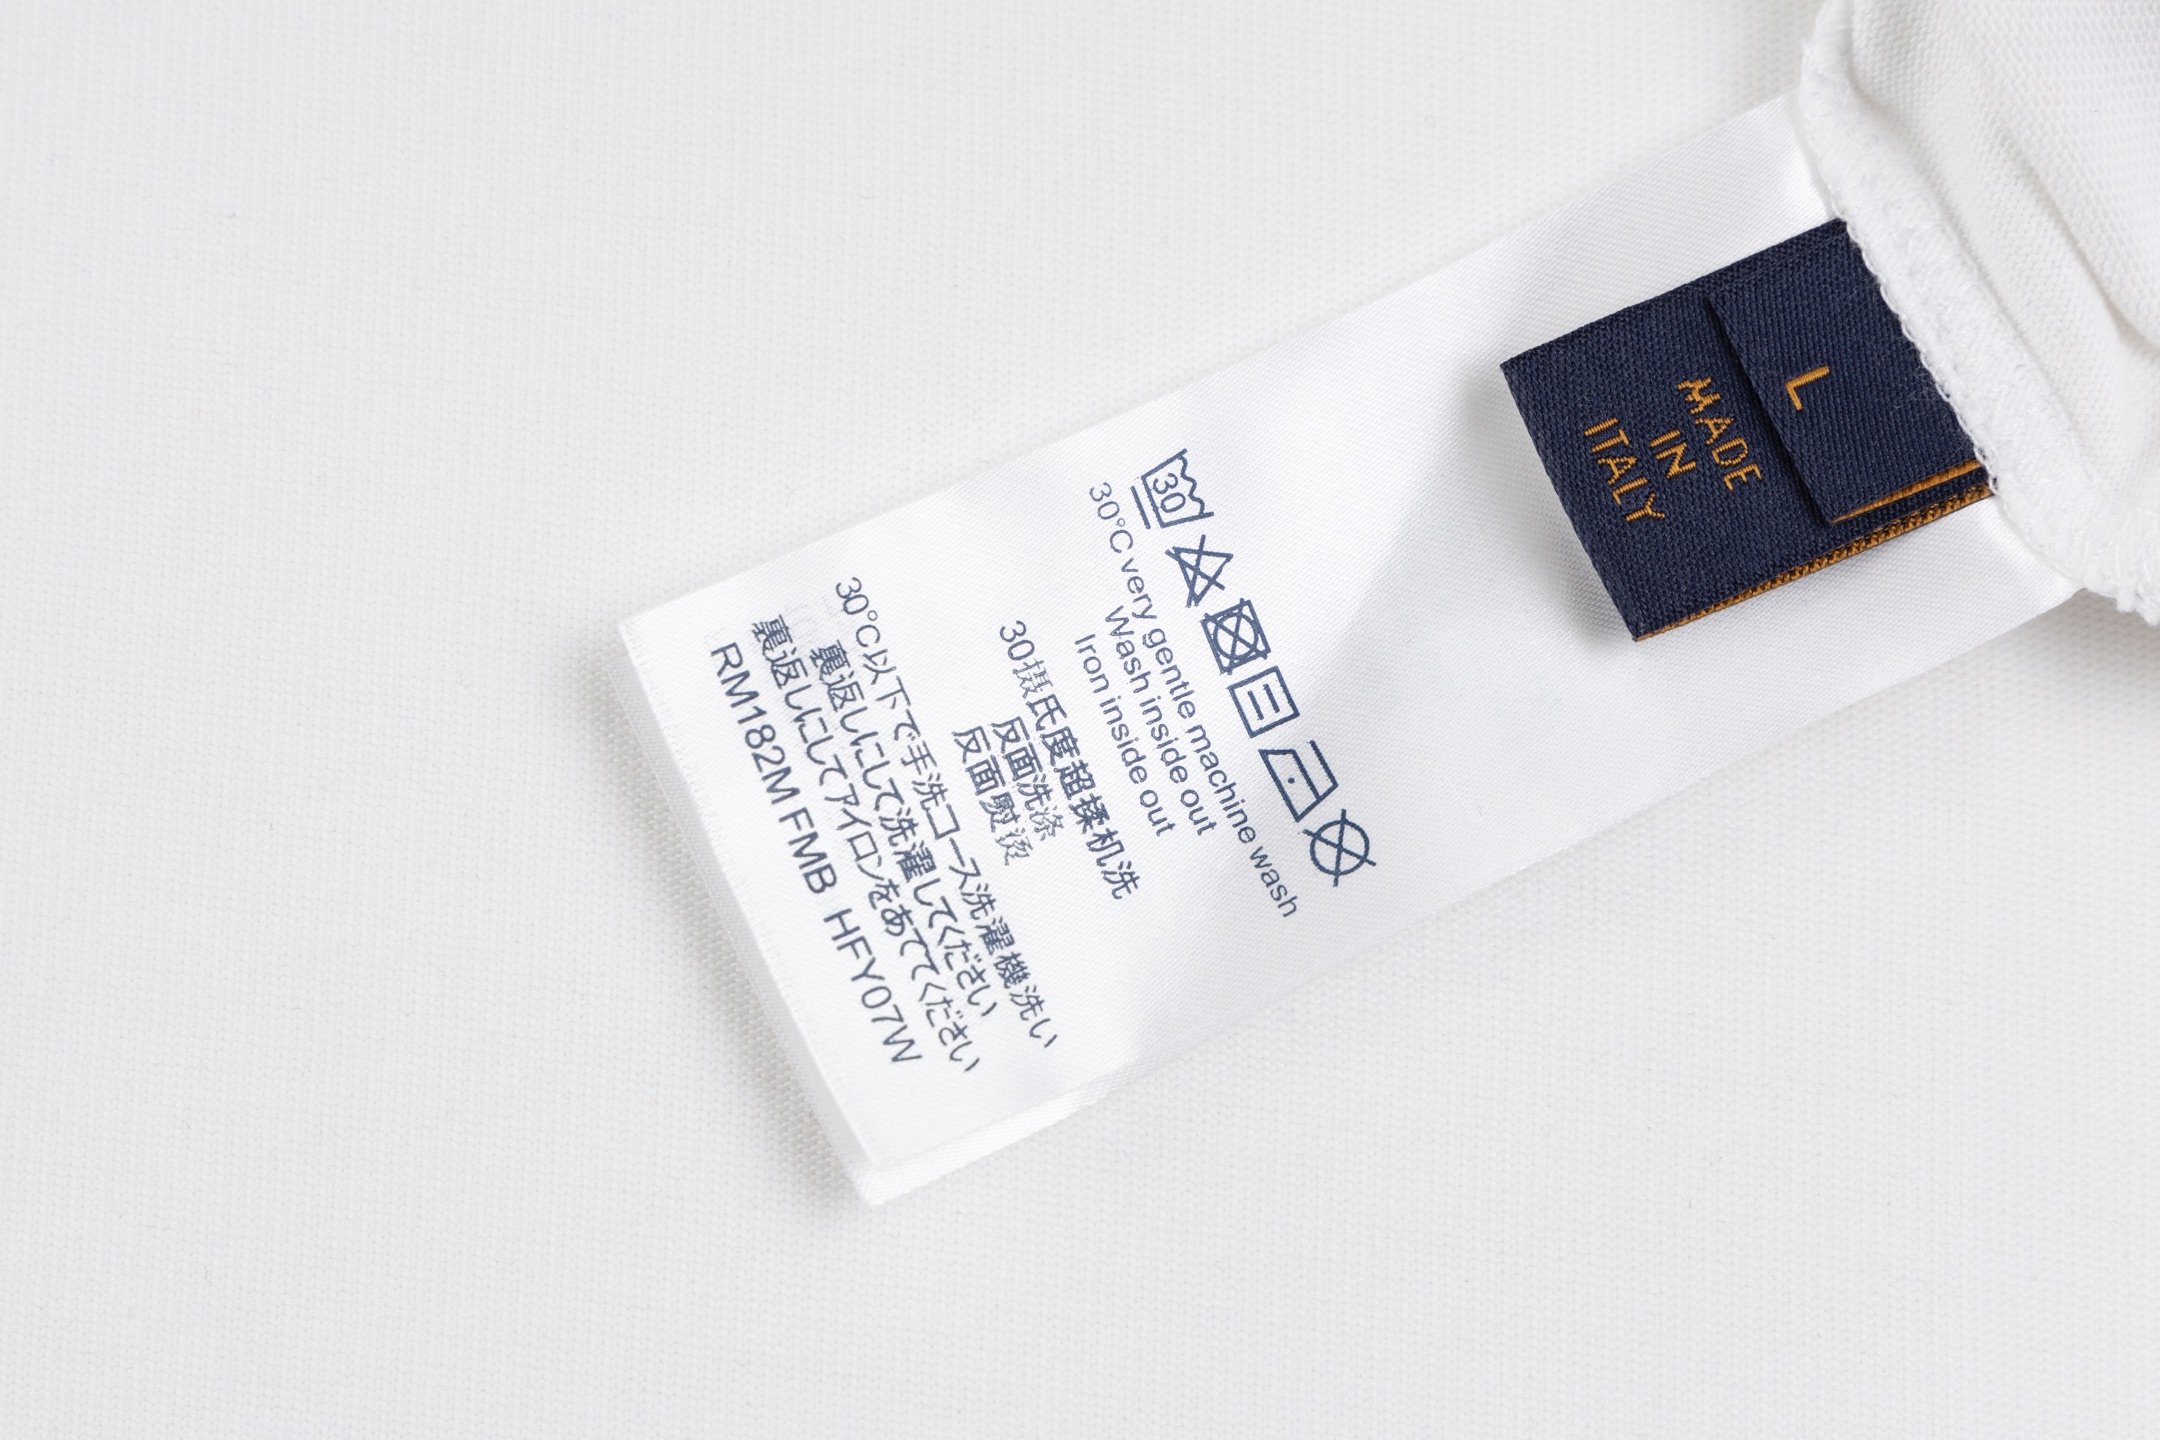 L
MADE
IN
ITALY
30
30°C very gentle machine wash
Wash inside out
Iron inside out
30摄氏度超揉机洗
反面洗涤
反面熨烫
30°C以下で手洗コース洗濯機洗い
裏返しにして洗濯してください
裏返しにしてアイロンをあててください
RM182M FMB HFY07W